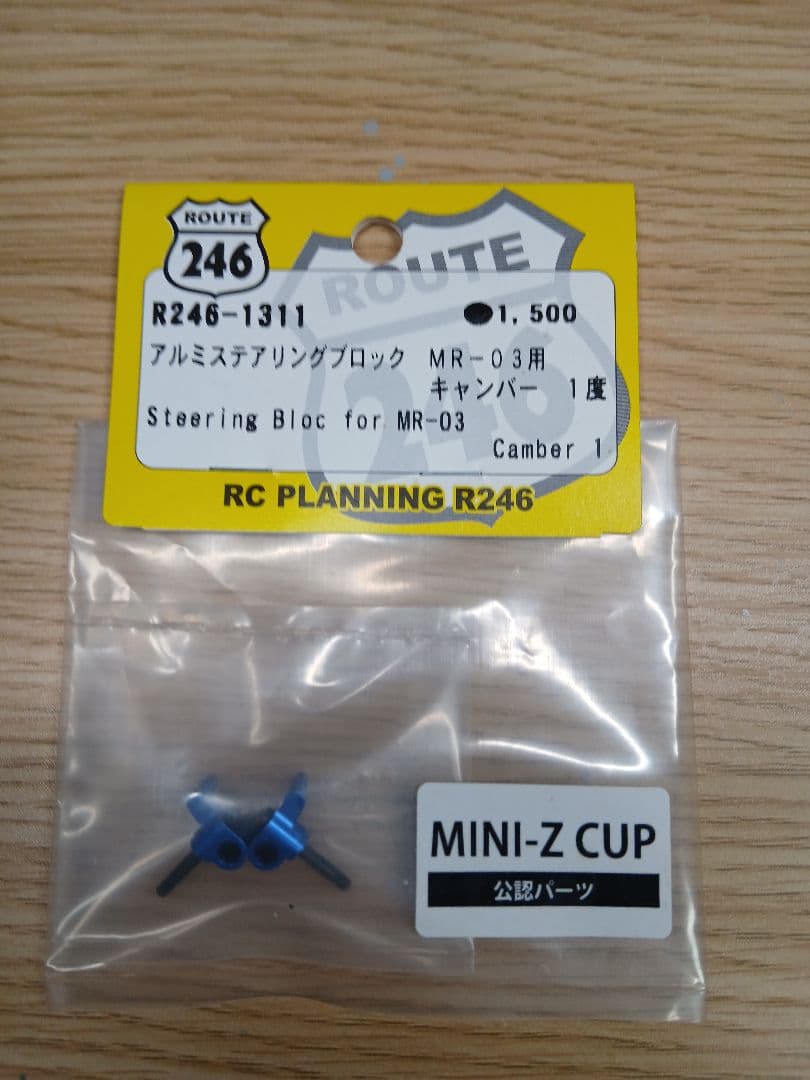 ROUTE
246
ROUTE
246
R246-1311 ●1,500
アルミステアリングブロック MR-03用
キャンバー 1度
Steering Bloc for MR-03
Camber 1
RC PLANNING R246
MINI-Z CUP
公認パーツ